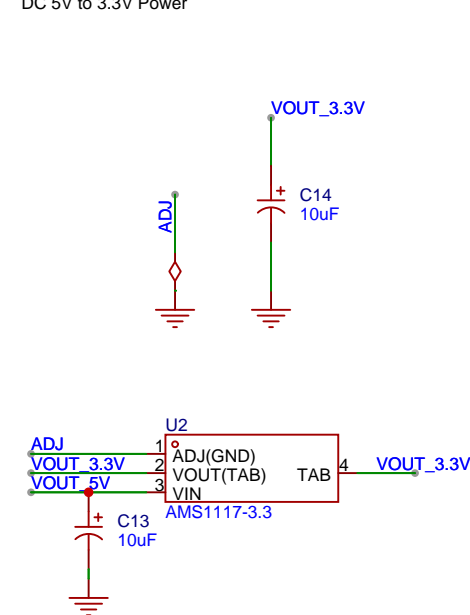 DC 5V to 3.3V Power
VOUT_3.3V
ADJ
+
C14
10uF
U2
ADJ
1
ADJ(GND)
VOUT_3.3V
2
VOUT(TAB)
TAB
4
VOUT_3.3V
VOUT_5V
3
VIN
AMS1117-3.3
+
C13
10uF